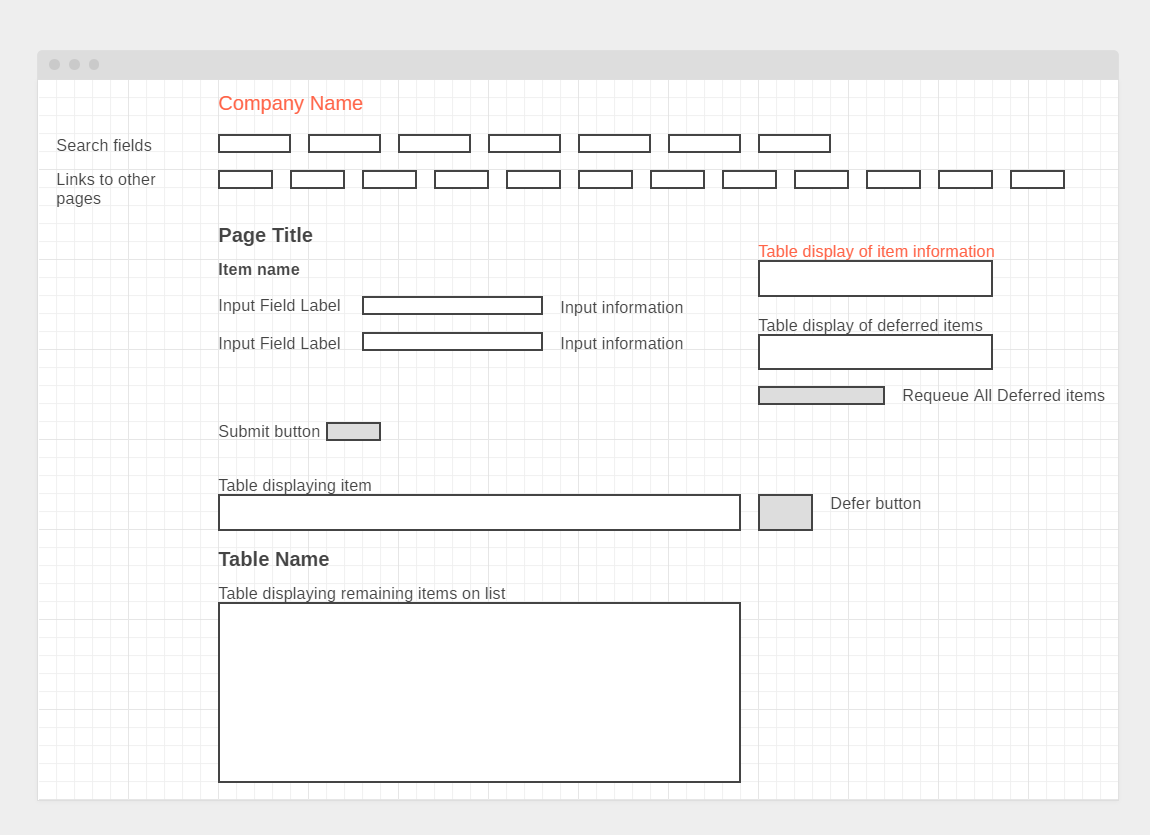 Company Name
Search fields
Links to other
pages
Page Title
Table display of item information
Item name
Input Field Label
Input information
Table display of deferred items
Input Field Label
Input information
Requeue All Deferred items
Submit button
Table displaying item
Defer button
Table Name
Table displaying remaining items on list